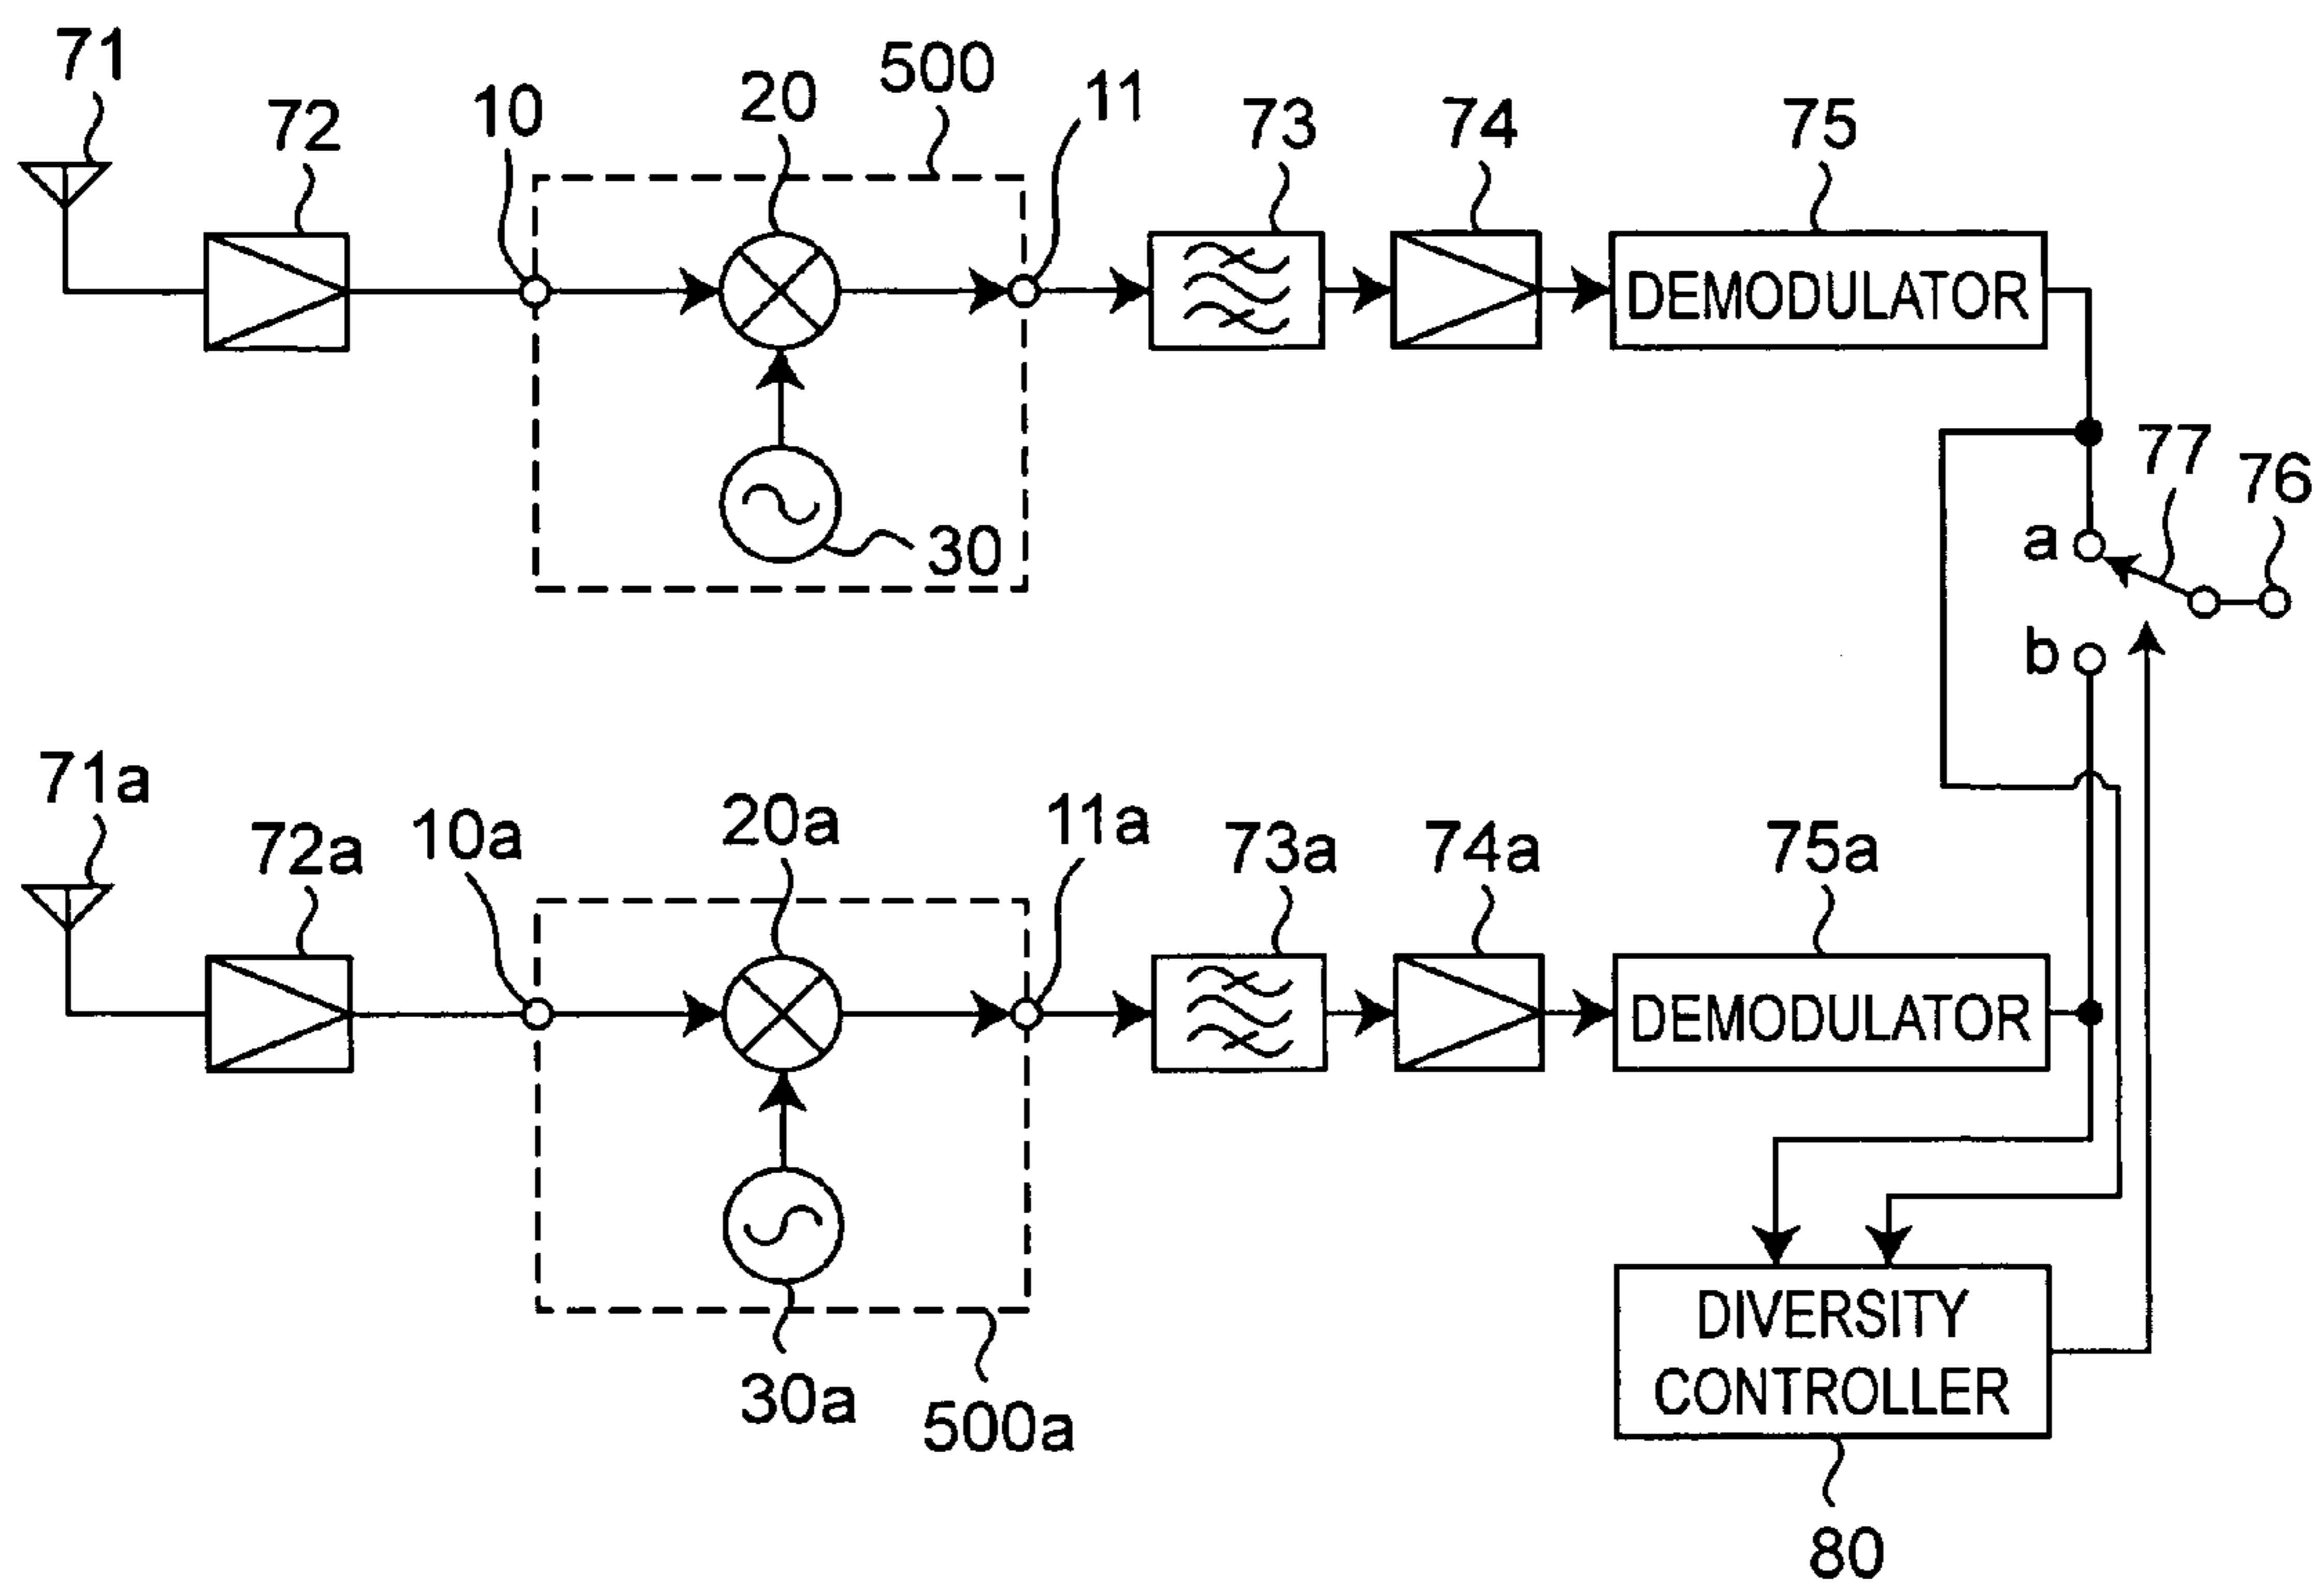 71
72
10
20
500
11
73
74
75
DEMODULATOR
30
77
76
a
b
71a
72a
10a
20a
11a
73a
74a
75a
DEMODULATOR
30a
500a
DIVERSITY
CONTROLLER
80